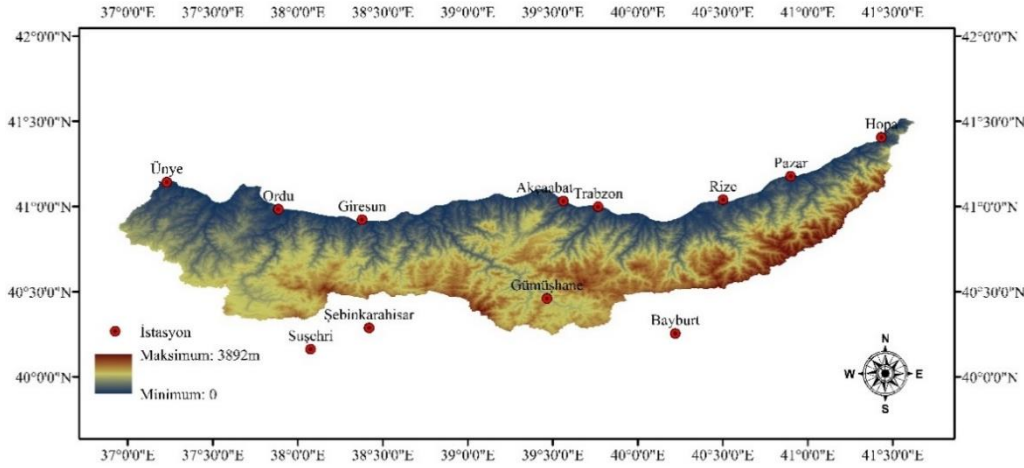 37°0'0"E 37°30'0"E 38°0'0"E 38°30'0"E 39°0'0"E 39°30'0"E 40°0'0"E 40°30'0"E 41°0'0"E 41°30'0"E
42°0'0"N 42°0'0"N
41°30'0"N 41°30'0"N
Hopa
Pazar
Ünye
Rize
Akçaabat
Trabzon
Ordu
Giresun
41°0'0"N 41°0'0"N
40°30'0"N 40°30'0"N
Gümüşhane
Şebinkarahisar
Bayburt
Suşehri
İstasyon
Maksimum: 3892m
Minimum: 0
40°0'0"N 40°0'0"N
N
W E
S
37°0'0"E 37°30'0"E 38°0'0"E 38°30'0"E 39°0'0"E 39°30'0"E 40°0'0"E 40°30'0"E 41°0'0"E 41°30'0"E